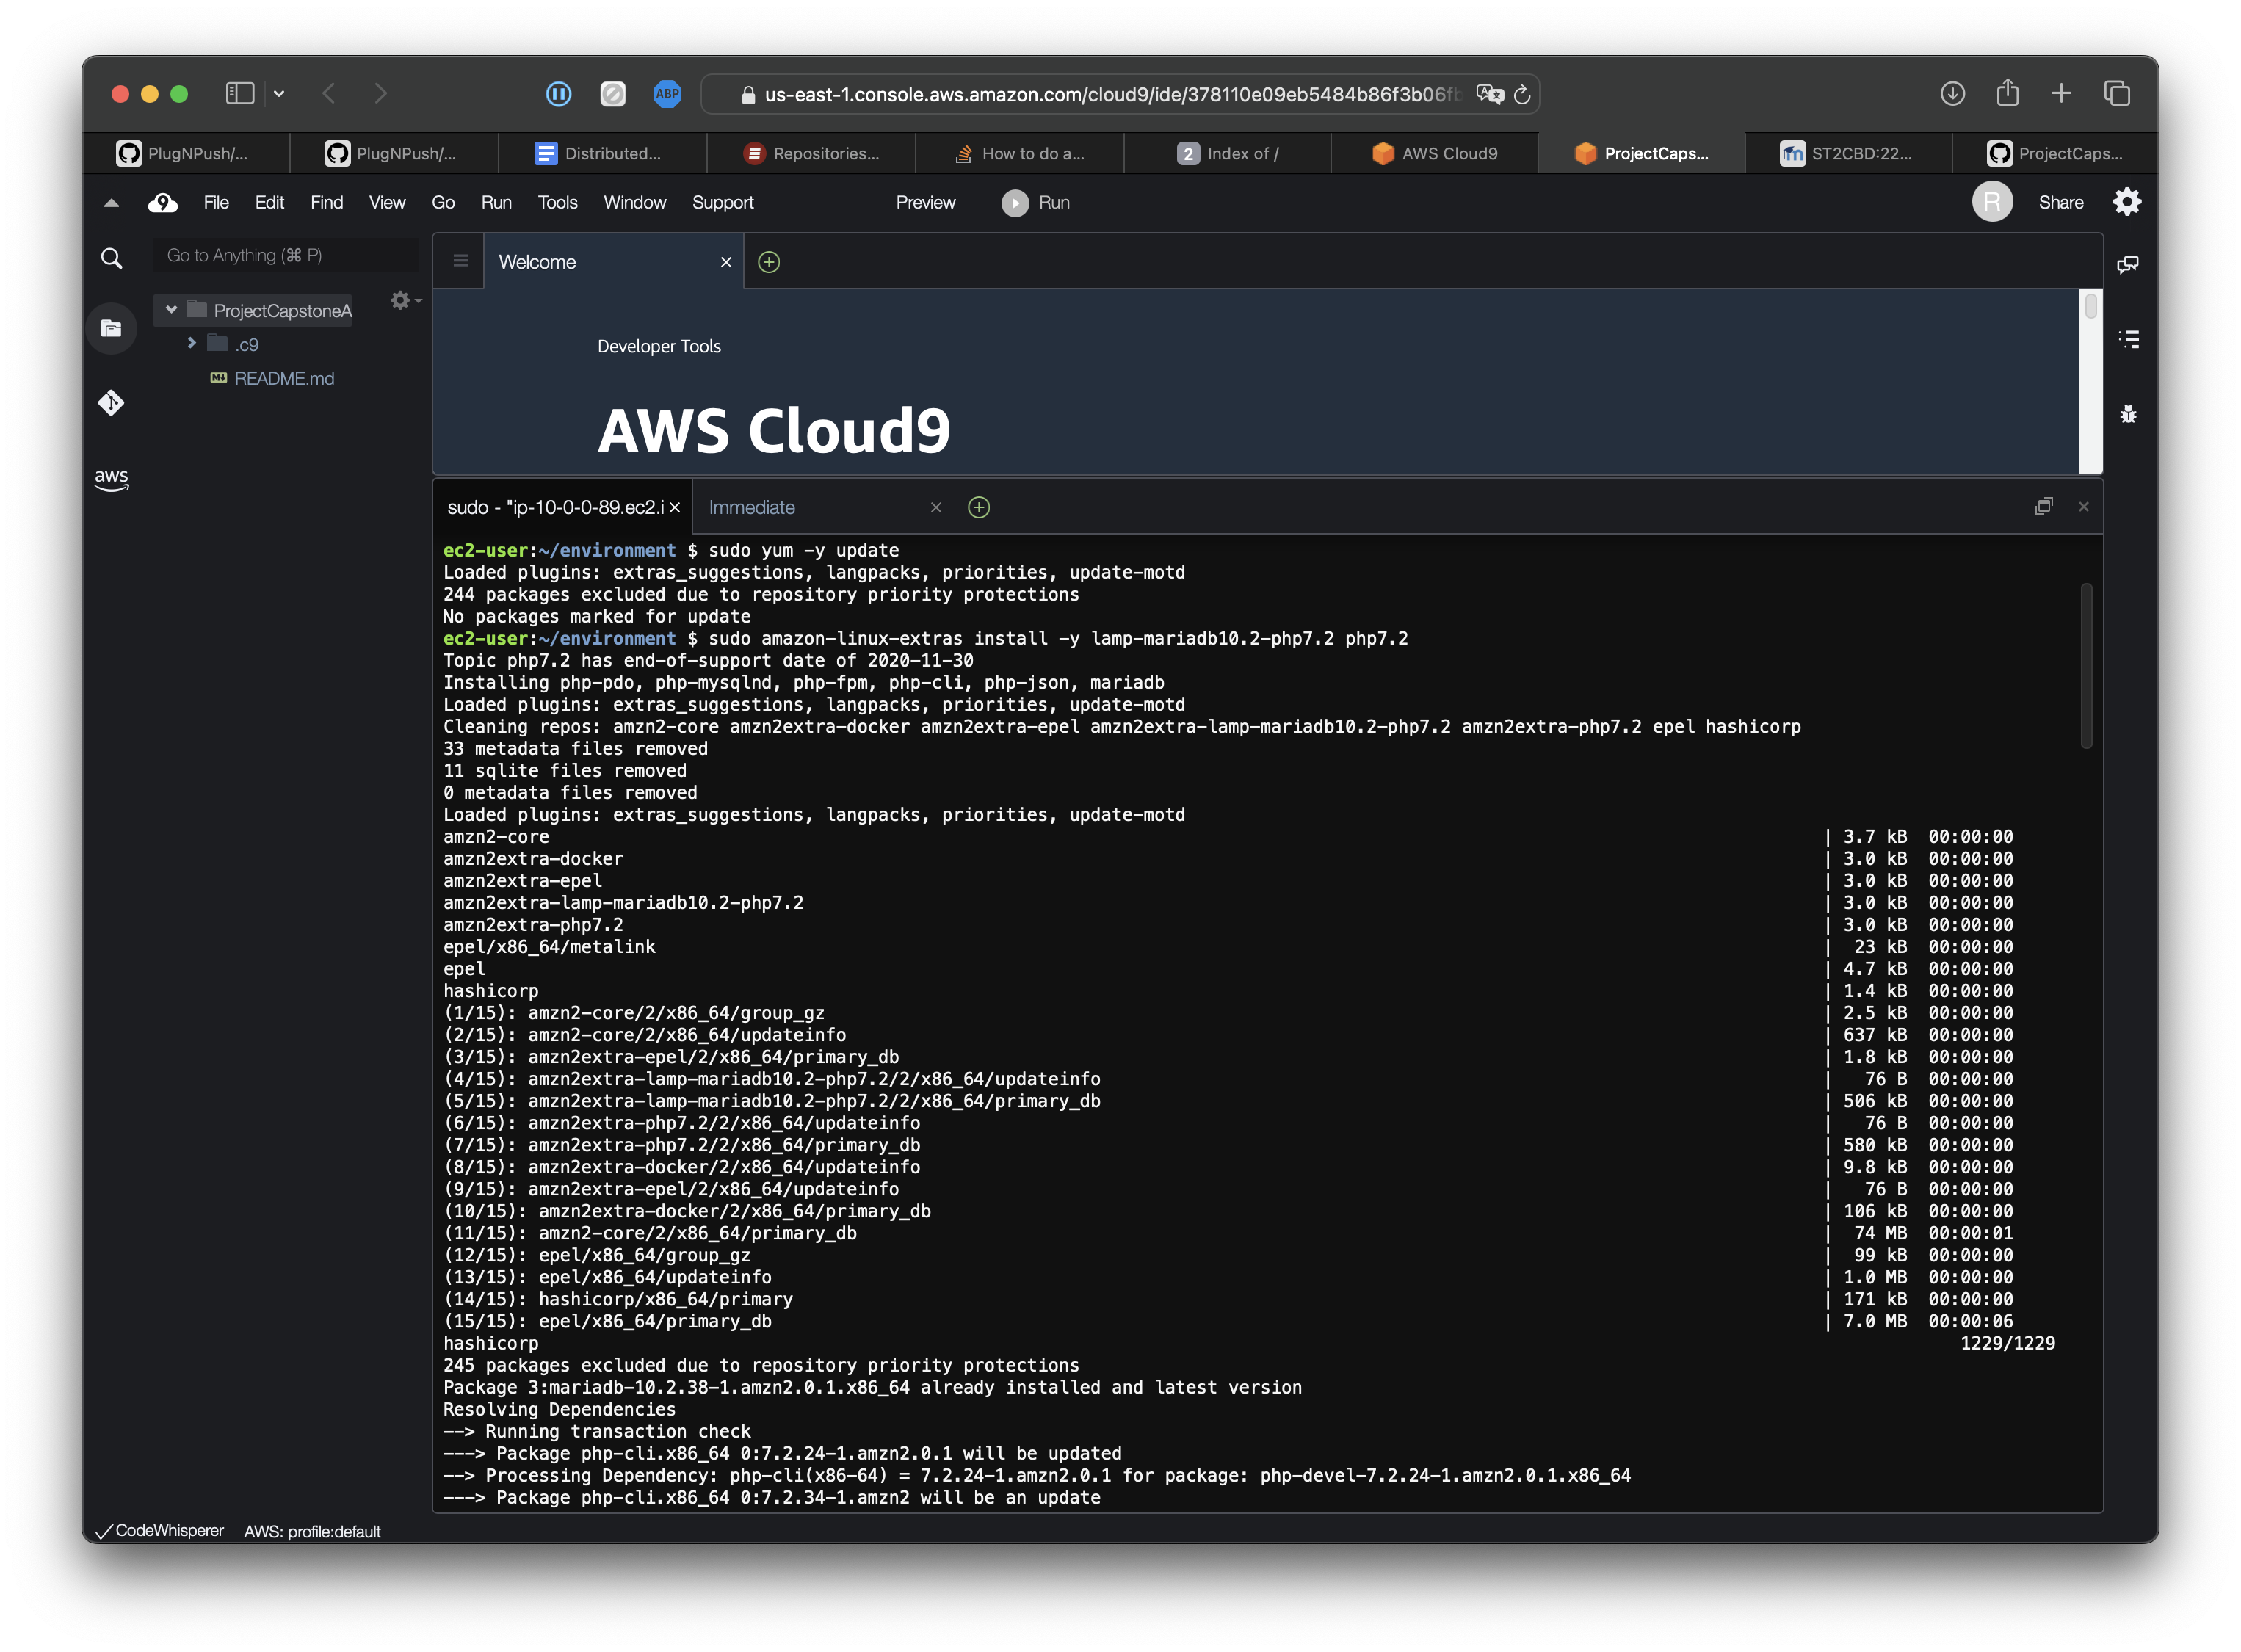 ABP
us-east-1.console.aws.amazon.com/cloud9/ide/378110e09eb5484b86f3b06fb
PlugNPush/...
PlugNPush/...
Distributed...
Repositories...
How to do a...
2 Index of /
AWS Cloud9
ProjectCaps...
ST2CBD:22...
ProjectCaps...
9 File Edit Find View Go Run Tools Window Support Preview Run R Share
Go to Anything (⌘ P)
Welcome
ProjectCapstoneA
.c9
README.md
aws
Developer Tools
AWS Cloud9
sudo - "ip-10-0-0-89.ec2.i
Immediate
ec2-user:~/environment $ sudo yum -y update
Loaded plugins: extras_suggestions, langpacks, priorities, update-motd
244 packages excluded due to repository priority protections
No packages marked for update
ec2-user:~/environment $ sudo amazon-linux-extras install -y lamp-mariadb10.2-php7.2 php7.2
Topic php7.2 has end-of-support date of 2020-11-30
Installing php-pdo, php-mysqlnd, php-fpm, php-cli, php-json, mariadb
Loaded plugins: extras_suggestions, langpacks, priorities, update-motd
Cleaning repos: amzn2-core amzn2extra-docker amzn2extra-epel amzn2extra-lamp-mariadb10.2-php7.2 amzn2extra-php7.2 epel hashicorp
33 metadata files removed
11 sqlite files removed
0 metadata files removed
Loaded plugins: extras_suggestions, langpacks, priorities, update-motd
amzn2-core | 3.7 kB 00:00:00
amzn2extra-docker | 3.0 kB 00:00:00
amzn2extra-epel | 3.0 kB 00:00:00
amzn2extra-lamp-mariadb10.2-php7.2 | 3.0 kB 00:00:00
amzn2extra-php7.2 | 3.0 kB 00:00:00
epel/x86_64/metalink | 23 kB 00:00:00
epel | 4.7 kB 00:00:00
hashicorp | 1.4 kB 00:00:00
(1/15): amzn2-core/2/x86_64/group_gz | 2.5 kB 00:00:00
(2/15): amzn2-core/2/x86_64/updateinfo | 637 kB 00:00:00
(3/15): amzn2extra-epel/2/x86_64/primary_db | 1.8 kB 00:00:00
(4/15): amzn2extra-lamp-mariadb10.2-php7.2/2/x86_64/updateinfo | 76 B 00:00:00
(5/15): amzn2extra-lamp-mariadb10.2-php7.2/2/x86_64/primary_db | 506 kB 00:00:00
(6/15): amzn2extra-php7.2/2/x86_64/updateinfo | 76 B 00:00:00
(7/15): amzn2extra-php7.2/2/x86_64/primary_db | 580 kB 00:00:00
(8/15): amzn2extra-docker/2/x86_64/updateinfo | 9.8 kB 00:00:00
(9/15): amzn2extra-epel/2/x86_64/updateinfo | 76 B 00:00:00
(10/15): amzn2extra-docker/2/x86_64/primary_db | 106 kB 00:00:00
(11/15): amzn2-core/2/x86_64/primary_db | 74 MB 00:00:01
(12/15): epel/x86_64/group_gz | 99 kB 00:00:00
(13/15): epel/x86_64/updateinfo | 1.0 MB 00:00:00
(14/15): hashicorp/x86_64/primary | 171 kB 00:00:00
(15/15): epel/x86_64/primary_db | 7.0 MB 00:00:06
hashicorp 1229/1229
245 packages excluded due to repository priority protections
Package 3:mariadb-10.2.38-1.amzn2.0.1.x86_64 already installed and latest version
Resolving Dependencies
--> Running transaction check
---> Package php-cli.x86_64 0:7.2.24-1.amzn2.0.1 will be updated
--> Processing Dependency: php-cli(x86-64) = 7.2.24-1.amzn2.0.1 for package: php-devel-7.2.24-1.amzn2.0.1.x86_64
---> Package php-cli.x86_64 0:7.2.34-1.amzn2 will be an update
CodeWhisperer AWS: profile:default